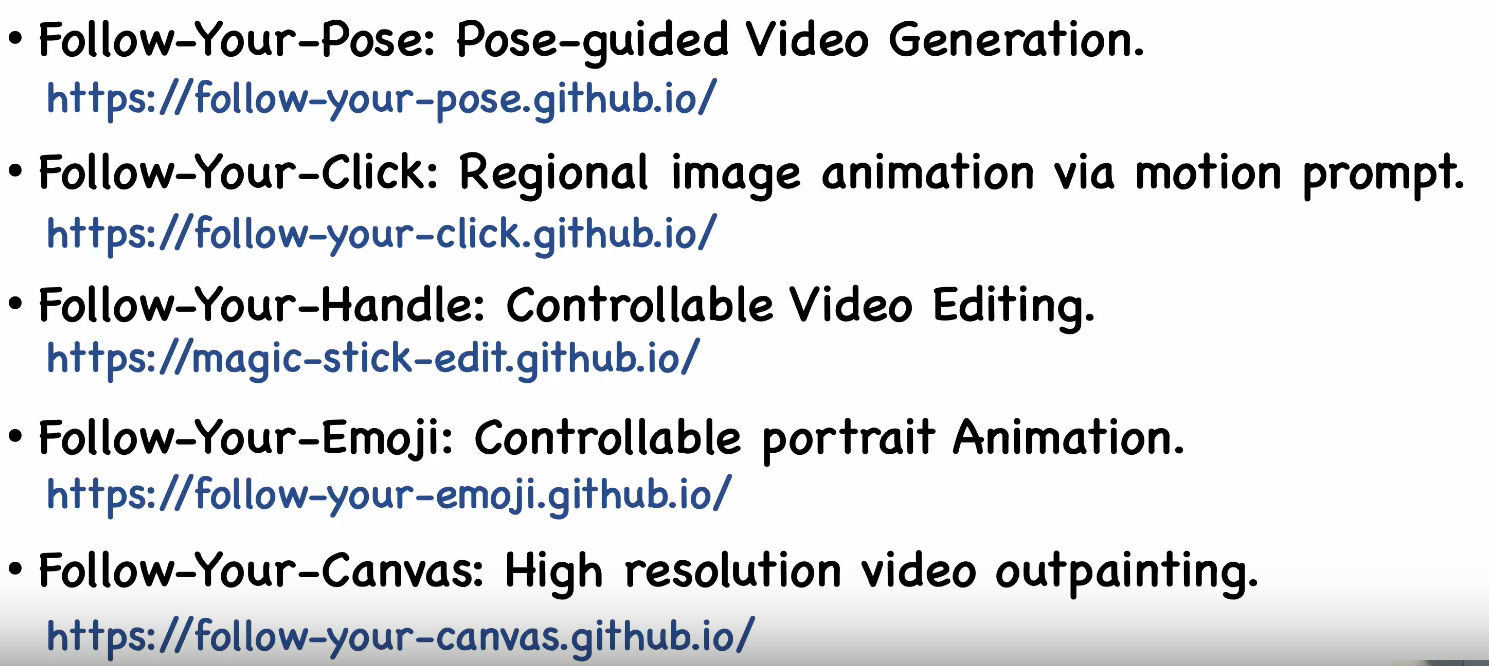 • Follow-Your-Pose: Pose-guided Video Generation.
https://follow-your-pose.github.io/
• Follow-Your-Click: Regional image animation via motion prompt.
https://follow-your-click.github.io/
• Follow-Your-Handle: Controllable Video Editing.
https://magic-stick-edit.github.io/
• Follow-Your-Emoji: Controllable portrait Animation.
https://follow-your-emoji.github.io/
• Follow-Your-Canvas: High resolution video outpainting.
https://follow-your-canvas.github.io/